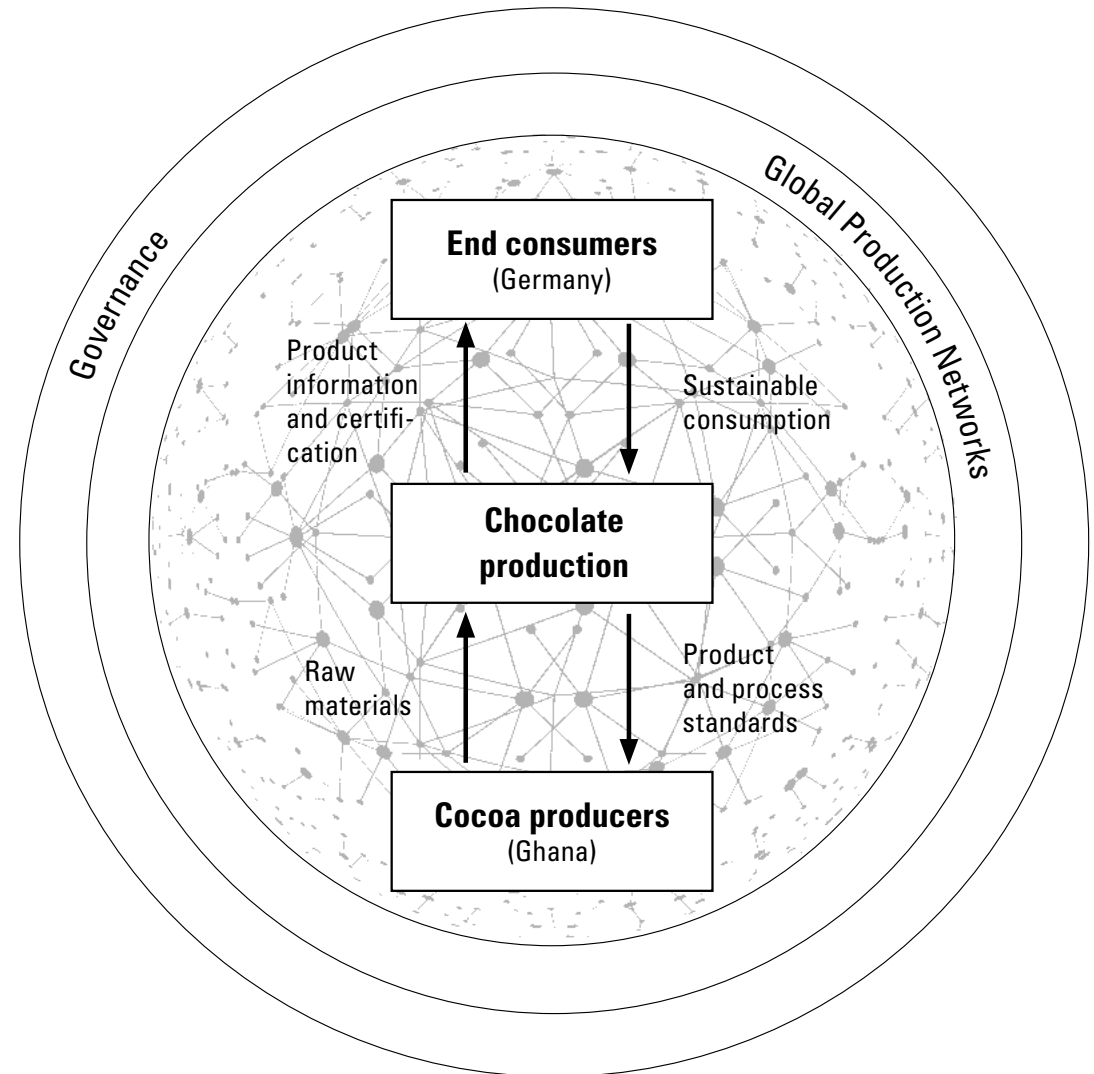 Governance
Global Production Networks
End consumers
(Germany)
Product
information
and certifi-
cation
Sustainable
consumption
Chocolate
production
Raw
materials
Product
and process
standards
Cocoa producers
(Ghana)